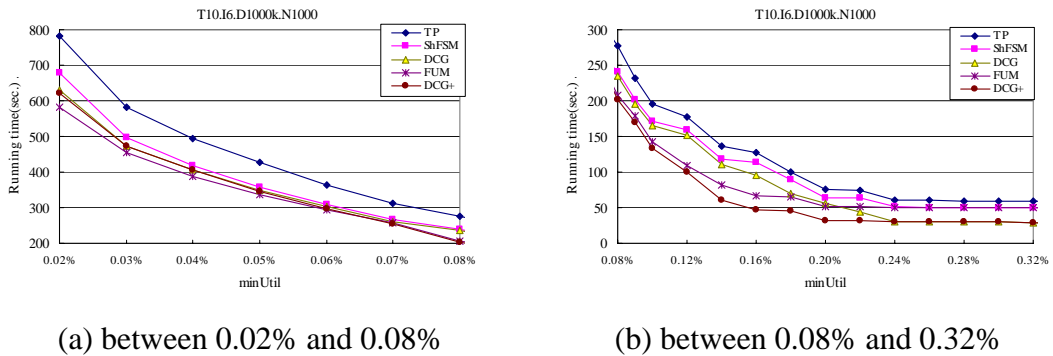 T10.I6.D1000k.N1000
Running time(sec.) .
800
700
600
500
400
300
200
0.02%
0.03%
0.04%
0.05%
0.06%
0.07%
0.08%
minUtil
TP
ShFSM
DCG
FUM
DCG+
(a) between 0.02% and 0.08%
T10.I6.D1000k.N1000
Running time(sec.) .
300
250
200
150
100
50
0
0.08%
0.12%
0.16%
0.20%
0.24%
0.28%
0.32%
minUtil
TP
ShFSM
DCG
FUM
DCG+
(b) between 0.08% and 0.32%